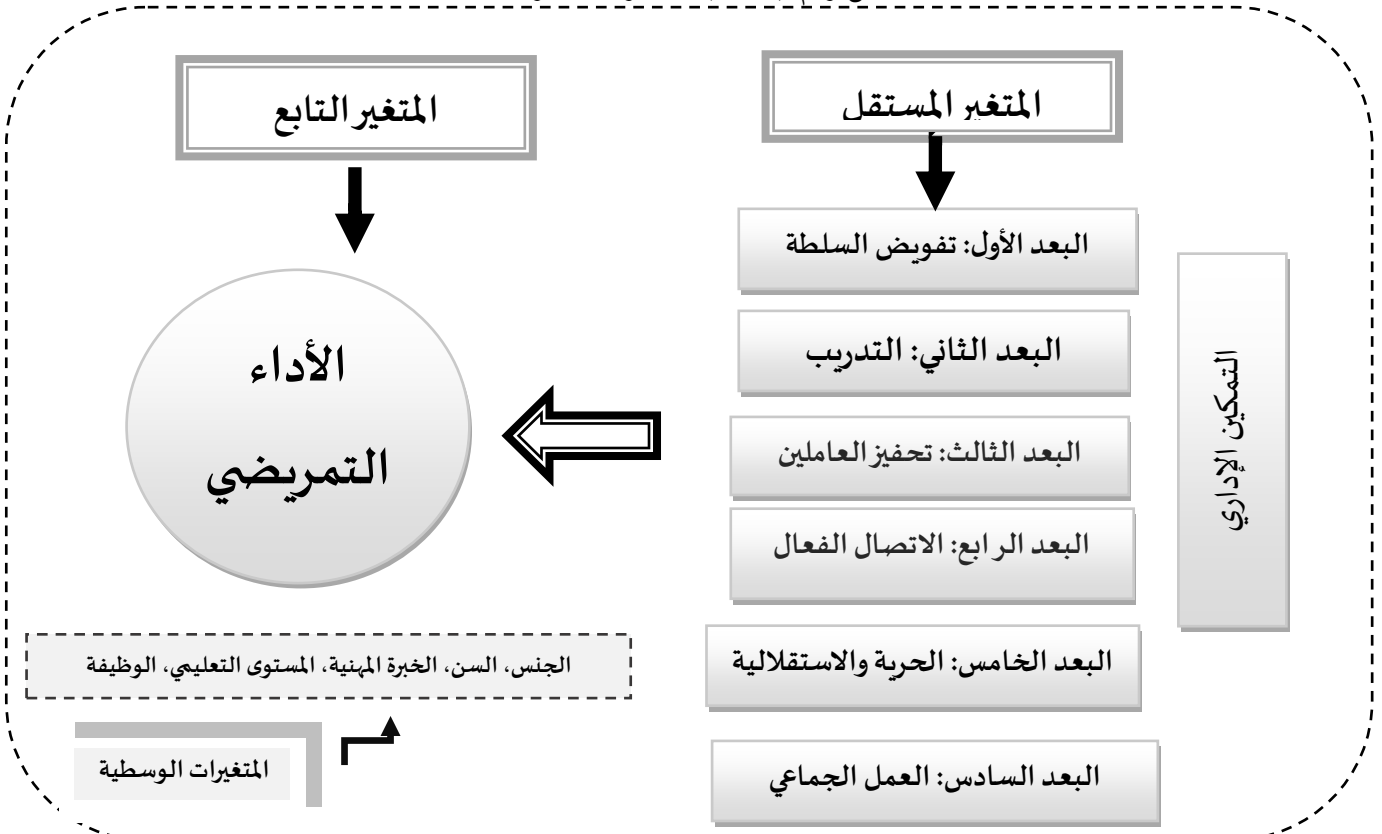 المتغير المستقل
المتغير التابع
البعد الأول: تفويض السلطة
البعد الثاني: التدريب
البعد الثالث: تحفيز العاملين
البعد الرابع: الاتصال الفعال
البعد الخامس: الحرية والاستقلالية
البعد السادس: العمل الجماعي
التمكين الإداري
الأداء
التمريضي
الجنس، السن، الخبرة المهنية، المستوى التعليمي، الوظيفة
المتغيرات الوسطية